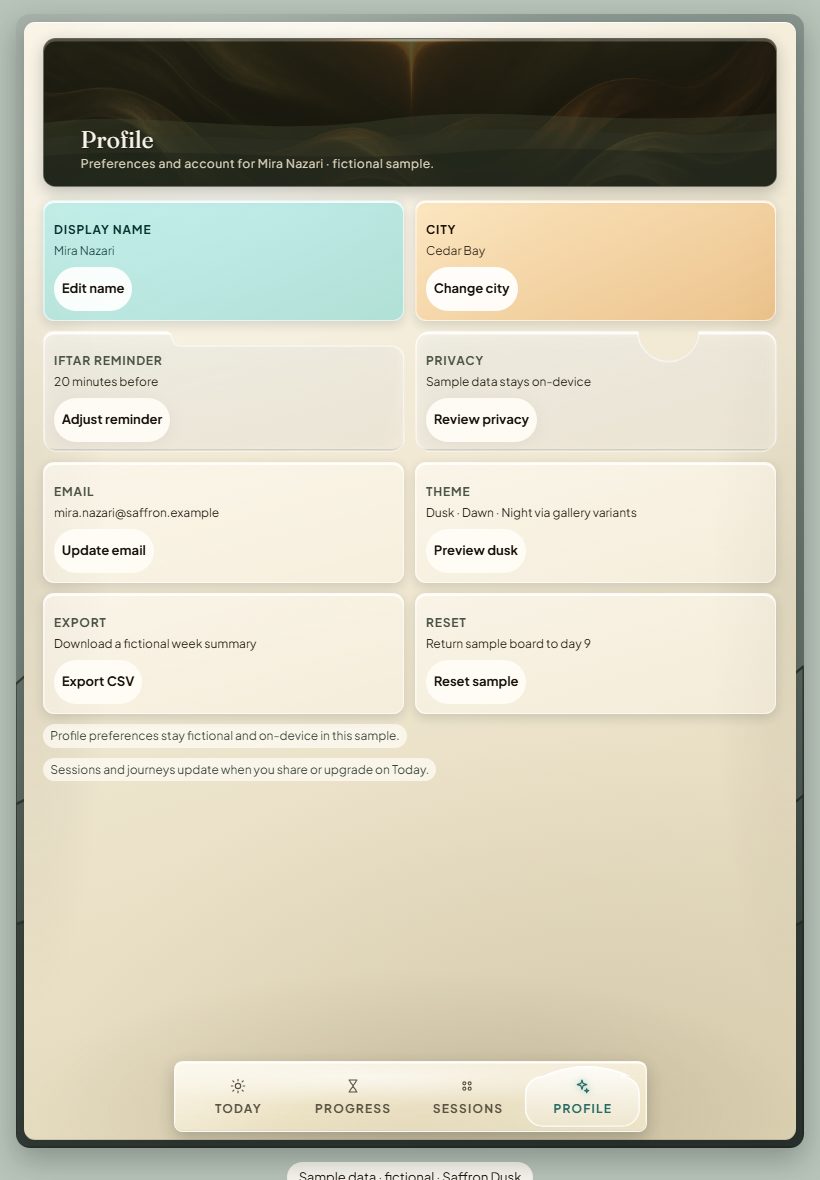 Profile
Preferences and account for Mira Nazari · fictional sample.
DISPLAY NAME
Mira Nazari
Edit name
CITY
Cedar Bay
Change city
IFTAR REMINDER
20 minutes before
Adjust reminder
PRIVACY
Sample data stays on-device
Review privacy
EMAIL
mira.nazari@saffron.example
Update email
THEME
Dusk · Dawn · Night via gallery variants
Preview dusk
EXPORT
Download a fictional week summary
Export CSV
RESET
Return sample board to day 9
Reset sample
Profile preferences stay fictional and on-device in this sample.
Sessions and journeys update when you share or upgrade on Today.
TODAY
PROGRESS
SESSIONS
PROFILE
Sample data · fictional · Saffron Dusk